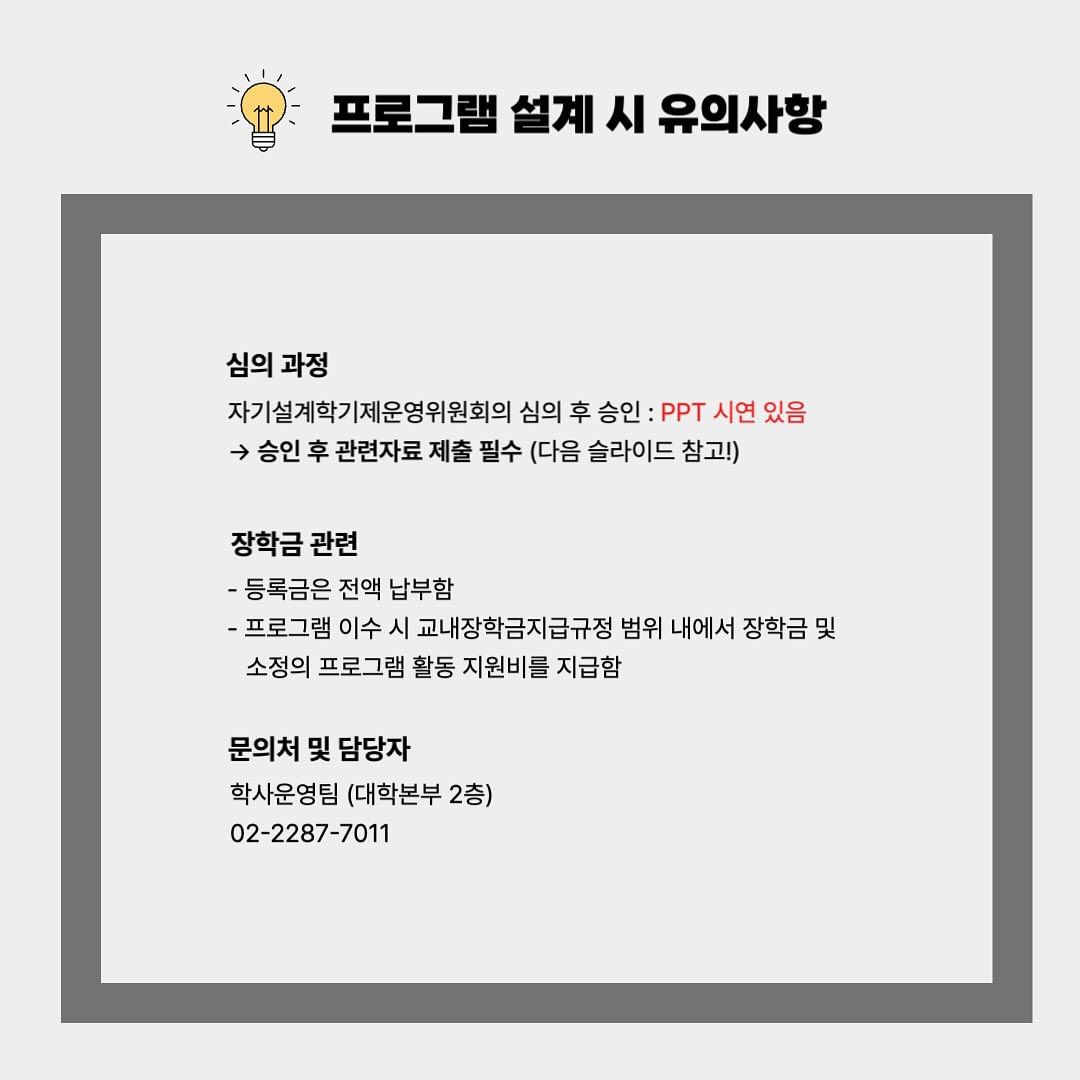 프로그램 설계 시 유의사항
심의 과정
자기설계학기제운영위원회의 심의 후 승인 : PPT 시연 있음
→ 승인 후 관련자료 제출 필수 (다음 슬라이드 참고!)
장학금 관련
- 등록금은 전액 납부함
- 프로그램 이수 시 교내장학금지급규정 범위 내에서 장학금 및
소정의 프로그램 활동 지원비를 지급함
문의처 및 담당자
학사운영팀 (대학본부 2층)
02-2287-7011